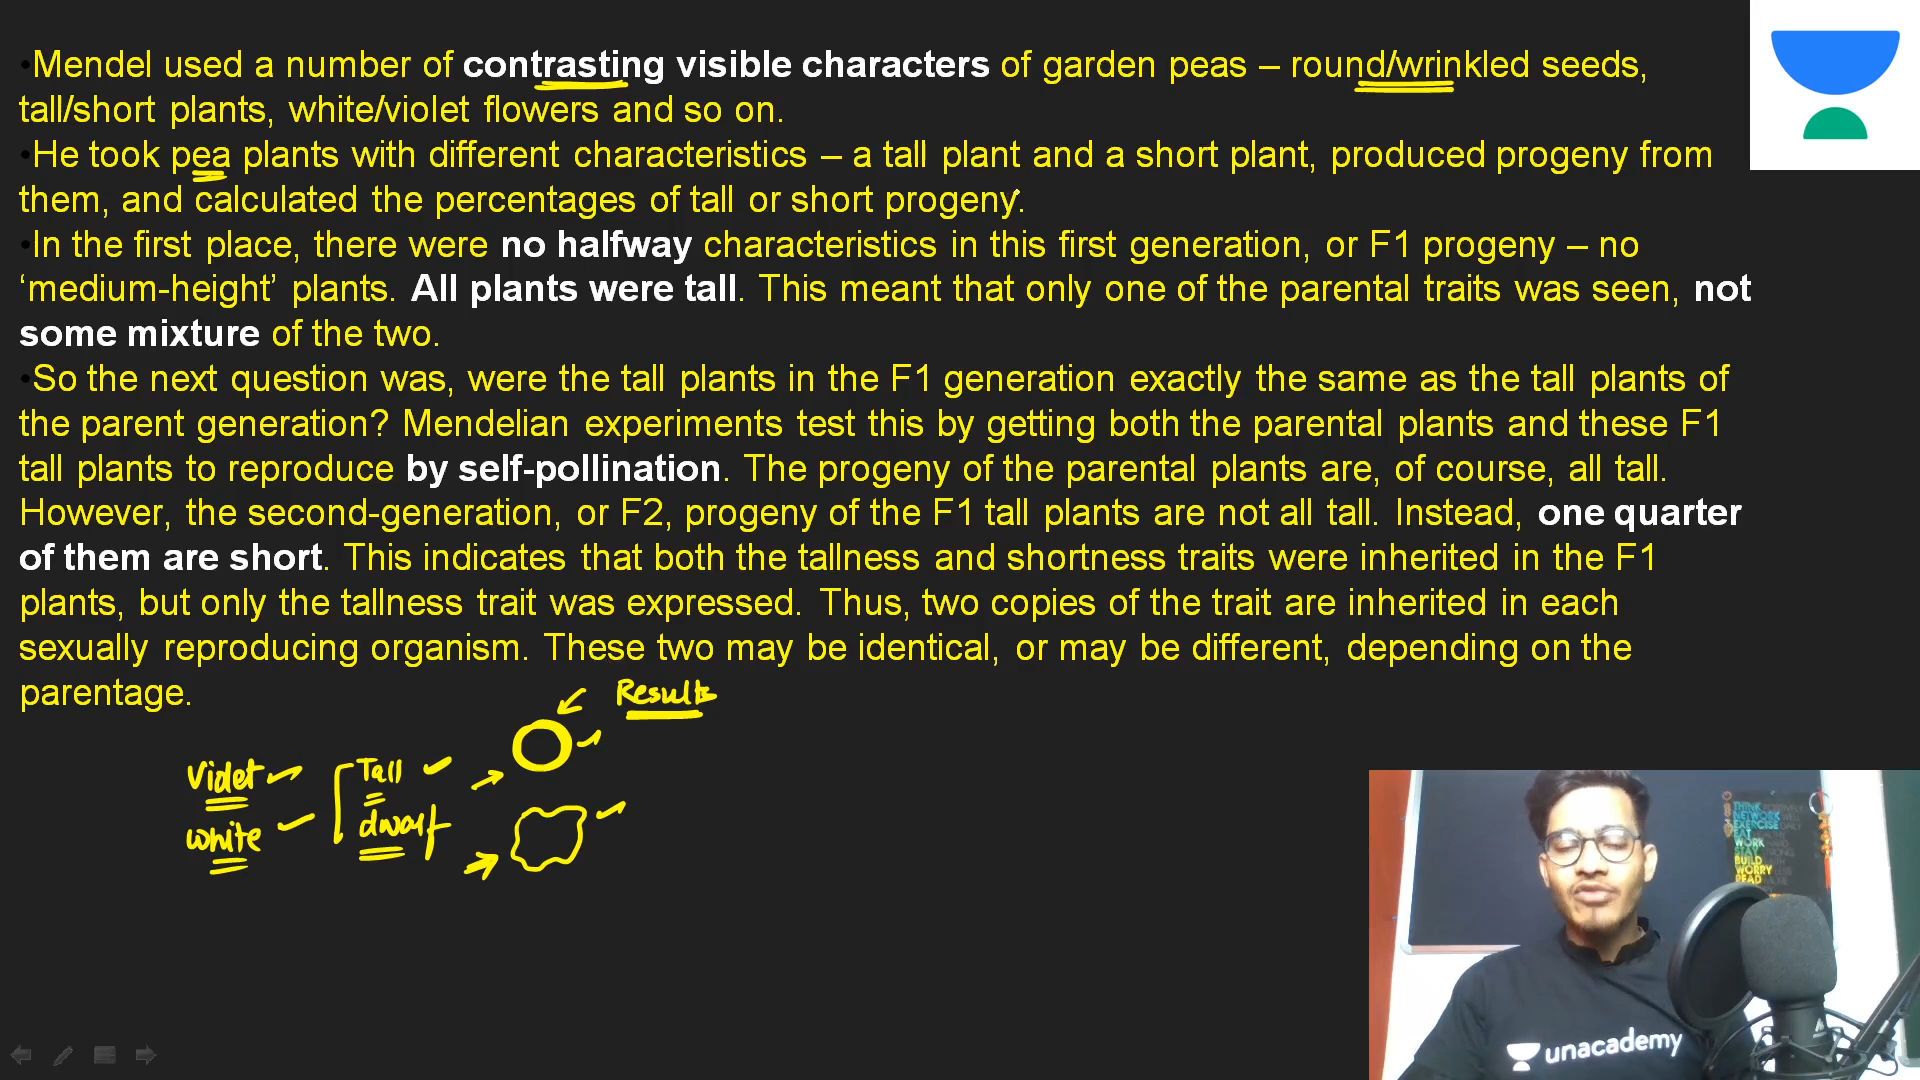 •Mendel used a number of contrasting visible characters of garden peas – round/wrinkled seeds,
tall/short plants, white/violet flowers and so on.
•He took pea plants with different characteristics – a tall plant and a short plant, produced progeny from
them, and calculated the percentages of tall or short progeny.
•In the first place, there were no halfway characteristics in this first generation, or F1 progeny – no
‘medium-height’ plants. All plants were tall. This meant that only one of the parental traits was seen, not
some mixture of the two.
•So the next question was, were the tall plants in the F1 generation exactly the same as the tall plants of
the parent generation? Mendelian experiments test this by getting both the parental plants and these F1
tall plants to reproduce by self-pollination. The progeny of the parental plants are, of course, all tall.
However, the second-generation, or F2, progeny of the F1 tall plants are not all tall. Instead, one quarter
of them are short. This indicates that both the tallness and shortness traits were inherited in the F1
plants, but only the tallness trait was expressed. Thus, two copies of the trait are inherited in each
sexually reproducing organism. These two may be identical, or may be different, depending on the
parentage.
Results
Violet Tall
white dwarf
THINK
NETWORK
EXERCISE
EAT
WORK
STAY
BUILD
WORRY
READ
unacademy